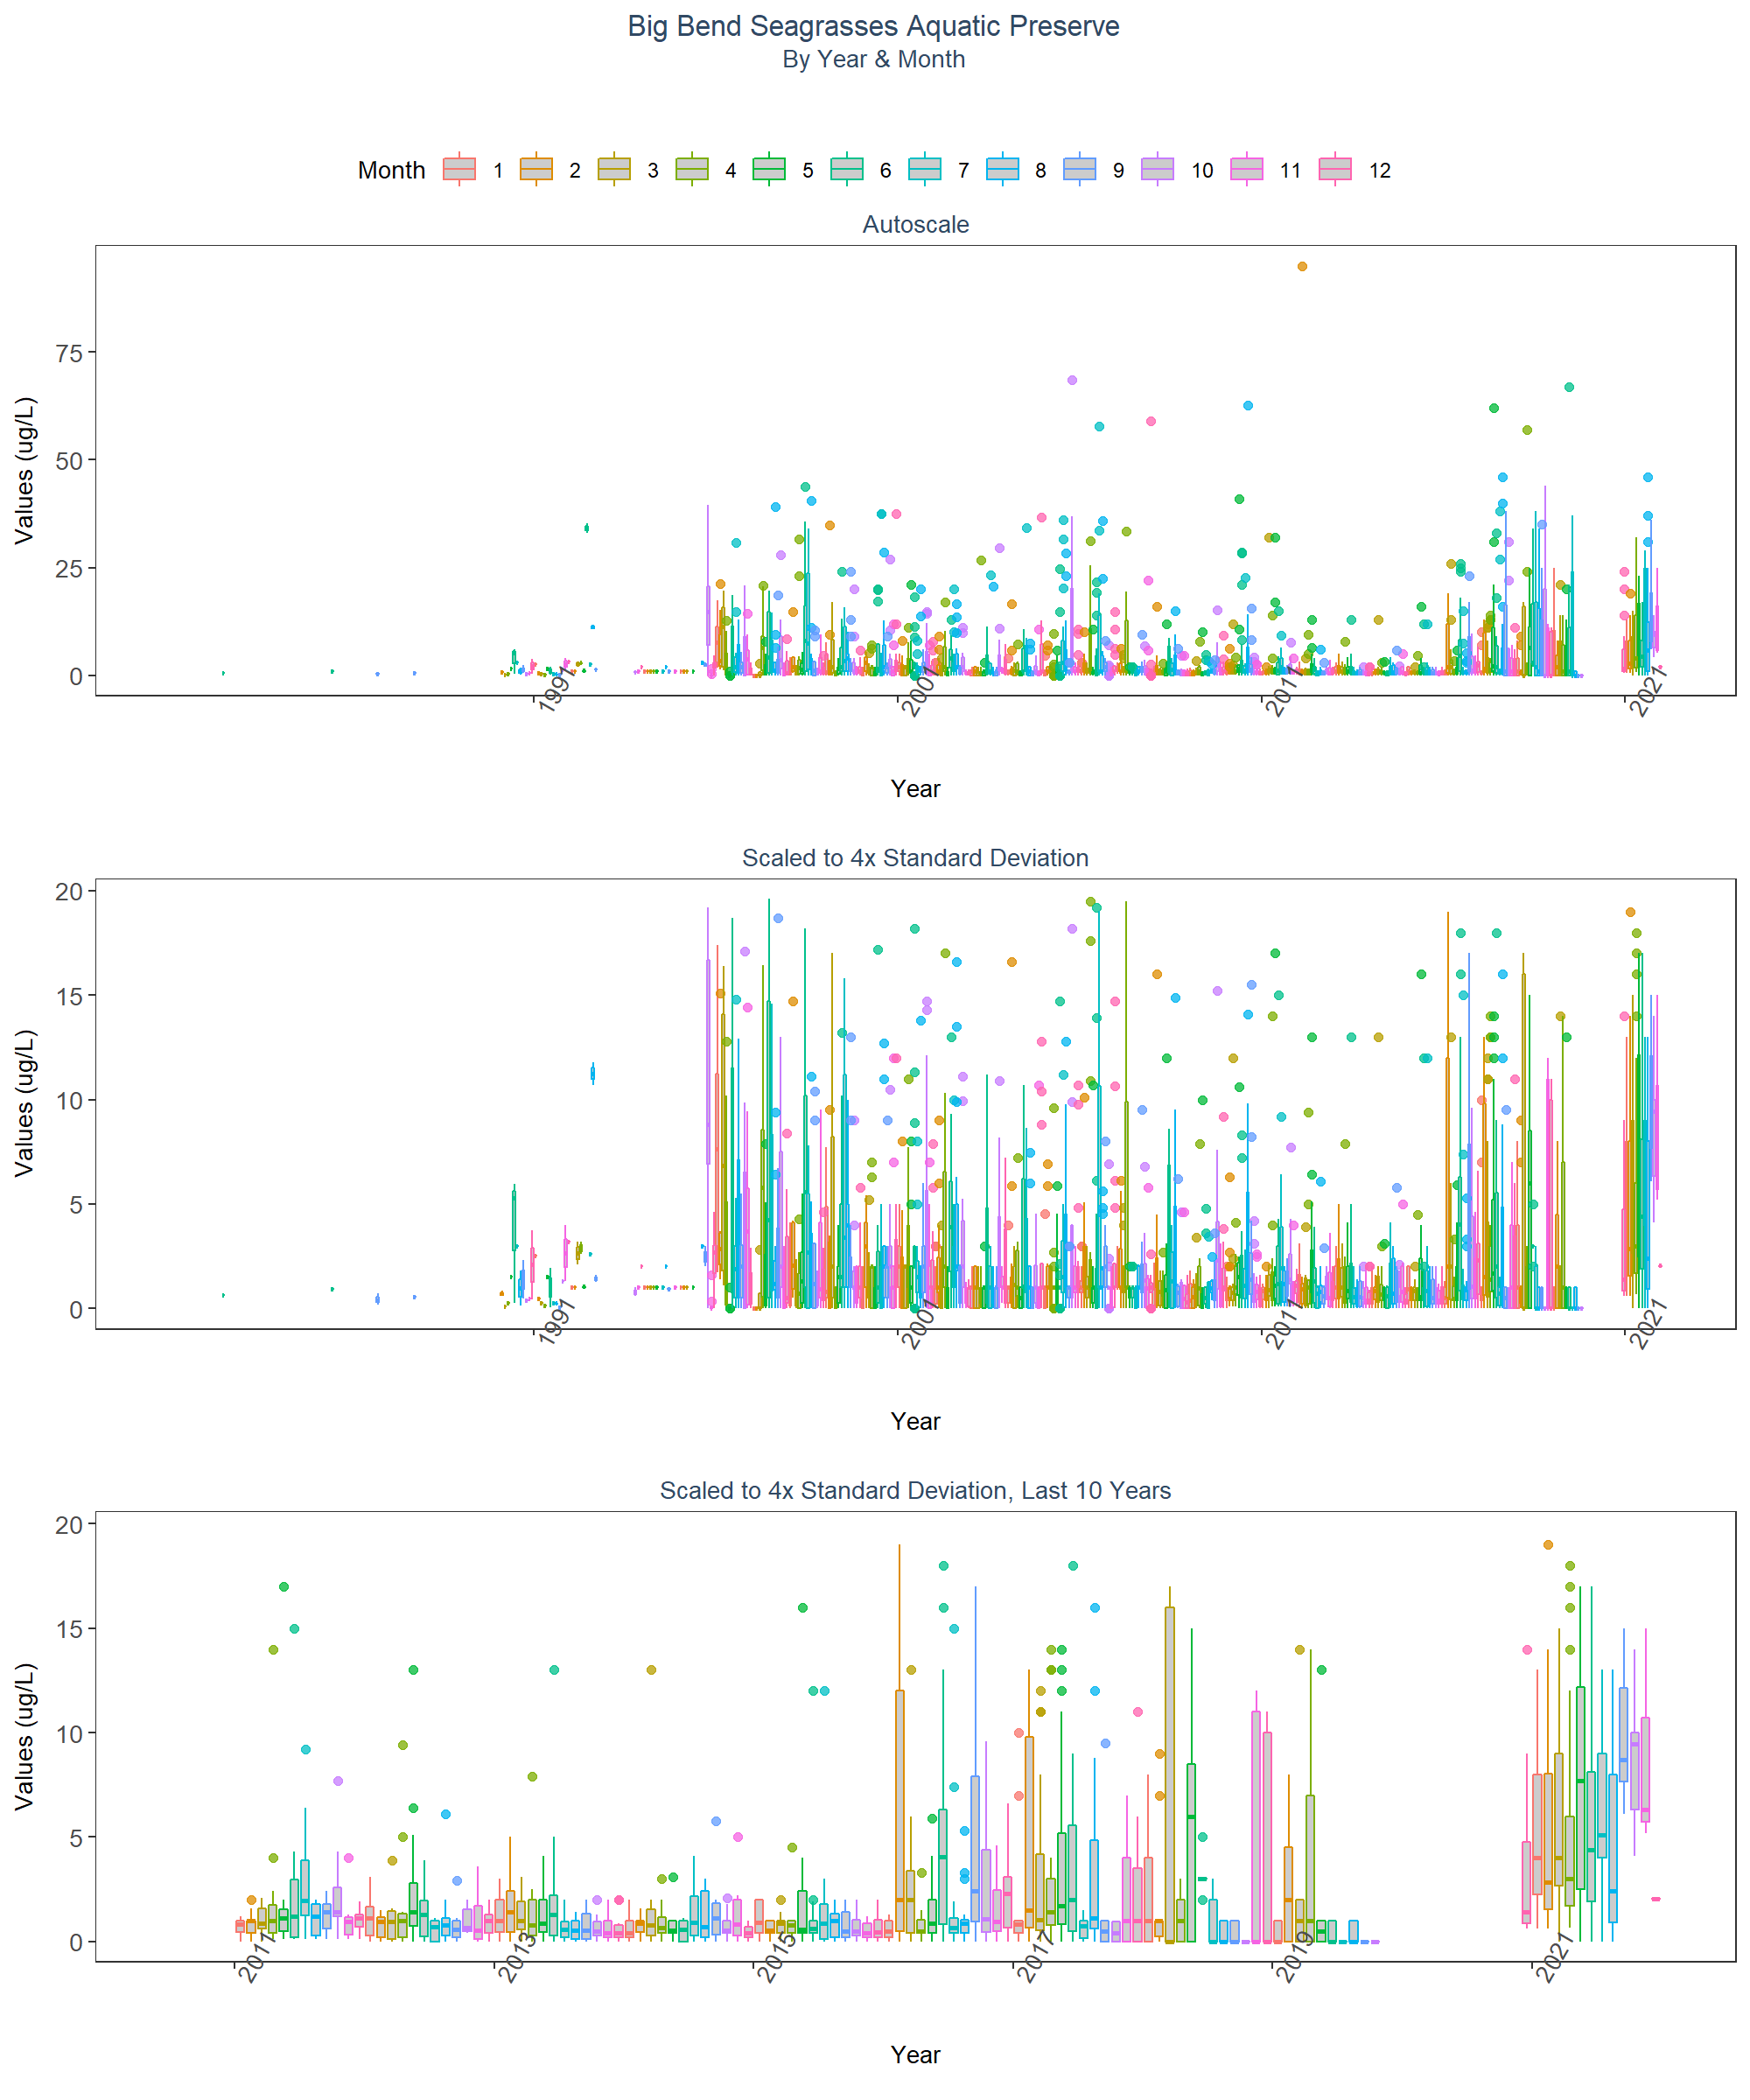 Big Bend Seagrasses Aquatic Preserve
By Year & Month
Month 1 2 3 4 5 6 7 8 9 10 11 12
Autoscale
Values (ug/L)
75
50
25
0
1991 2001 2011 2021
Year
Scaled to 4x Standard Deviation
Values (ug/L)
20
15
10
5
0
1991 2001 2011 2021
Year
Scaled to 4x Standard Deviation, Last 10 Years
Values (ug/L)
20
15
10
5
0
2011 2013 2015 2017 2019 2021
Year